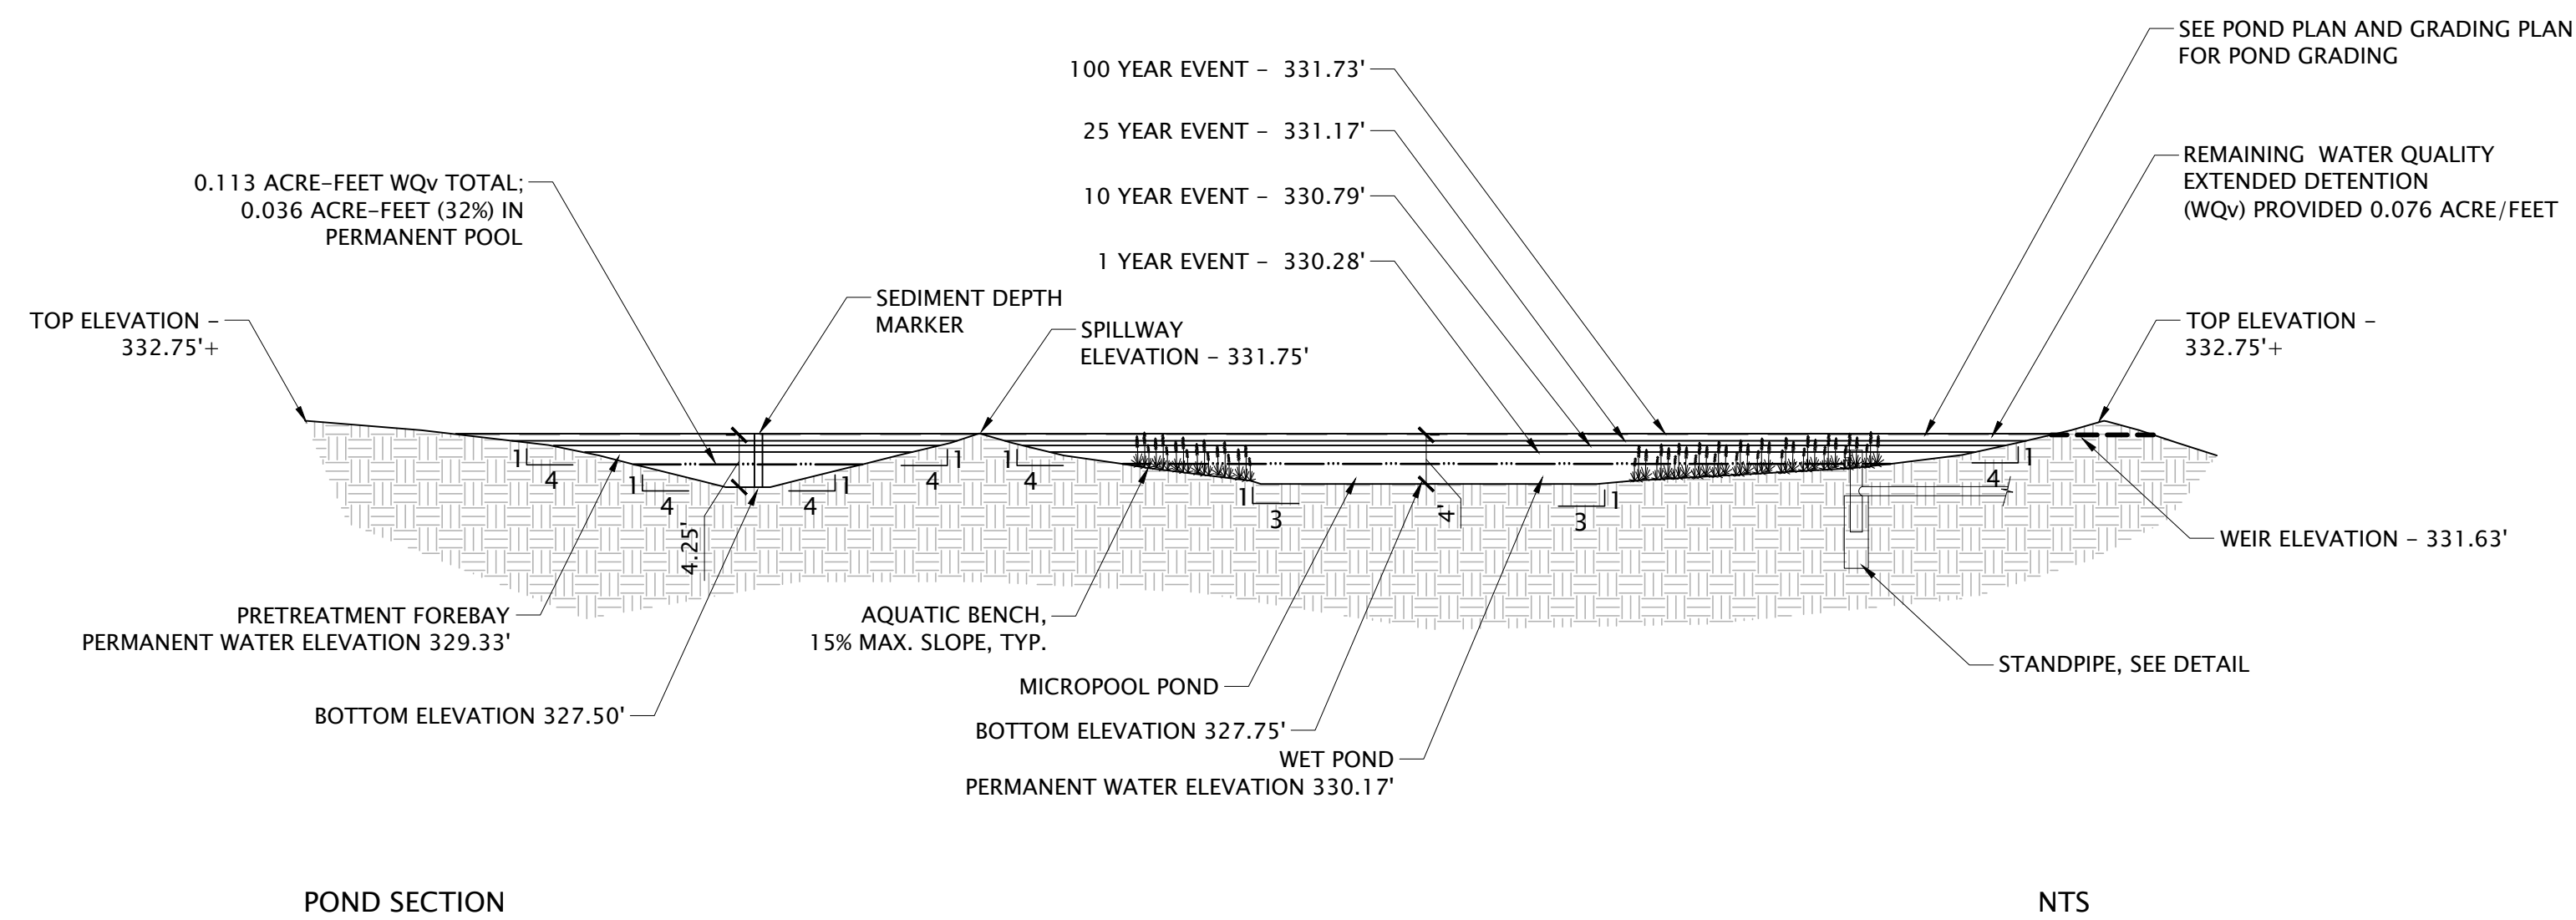 SEE POND PLAN AND GRADING PLAN
FOR POND GRADING
100 YEAR EVENT – 331.73'
25 YEAR EVENT – 331.17'
REMAINING WATER QUALITY
EXTENDED DETENTION
(WQv) PROVIDED 0.076 ACRE/FEET
0.113 ACRE–FEET WQv TOTAL;
0.036 ACRE–FEET (32%) IN
PERMANENT POOL
10 YEAR EVENT – 330.79'
1 YEAR EVENT – 330.28'
SEDIMENT DEPTH
MARKER
TOP ELEVATION –
332.75'+
SPILLWAY
ELEVATION – 331.75'
TOP ELEVATION –
332.75'+
1
4
1
4
1
4
1
4
1
4
1
3
1
3
1
4
4.25'
4'
WEIR ELEVATION – 331.63'
PRETREATMENT FOREBAY
PERMANENT WATER ELEVATION 329.33'
AQUATIC BENCH,
15% MAX. SLOPE, TYP.
STANDPIPE, SEE DETAIL
MICROPOOL POND
BOTTOM ELEVATION 327.50'
BOTTOM ELEVATION 327.75'
WET POND
PERMANENT WATER ELEVATION 330.17'
POND SECTION
NTS